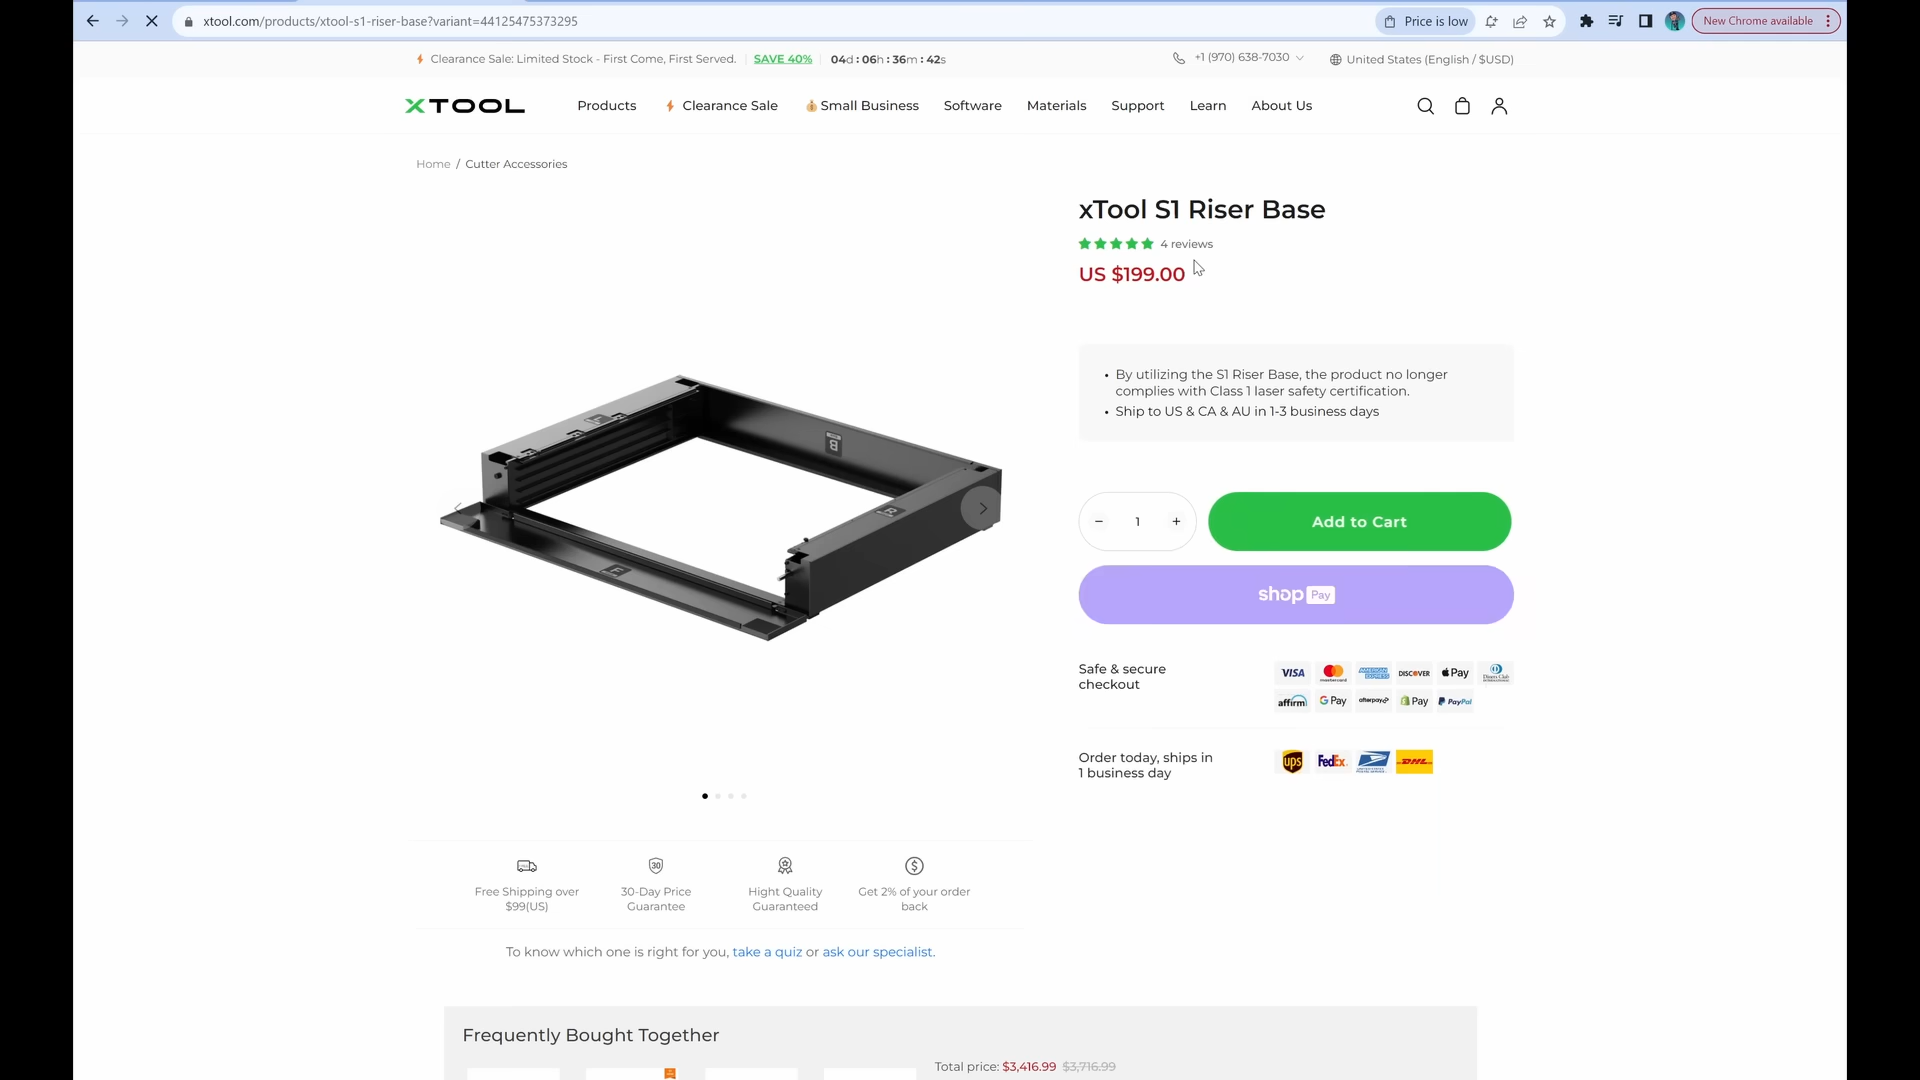 xtool.com/products/xtool-s1-riser-base?variant=44125475373295
Price is low
New Chrome available
Clearance Sale: Limited Stock - First Come, First Served.
SAVE 40%
04d : 06h : 36m : 42s
+1 (970) 638-7030
United States (English / $USD)
XTOOL
Products
Clearance Sale
Small Business
Software
Materials
Support
Learn
About Us
Home / Cutter Accessories
xTool S1 Riser Base
4 reviews
US $199.00
• By utilizing the S1 Riser Base, the product no longer
complies with Class 1 laser safety certification.
• Ship to US & CA & AU in 1-3 business days
L
B
R
F
− 1 +
Add to Cart
shop Pay
Safe & secure
checkout
VISA
mastercard
AMERICAN EXPRESS
DISCOVER
Pay
Diners Club
affirm
G Pay
afterpay
Pay
PayPal
Order today, ships in
1 business day
ups
FedEx
DHL
Free Shipping over
$99(US)
30
30-Day Price
Guarantee
Hight Quality
Guaranteed
$
Get 2% of your order
back
To know which one is right for you, take a quiz or ask our specialist.
Frequently Bought Together
Total price: $3,416.99 $3,716.99